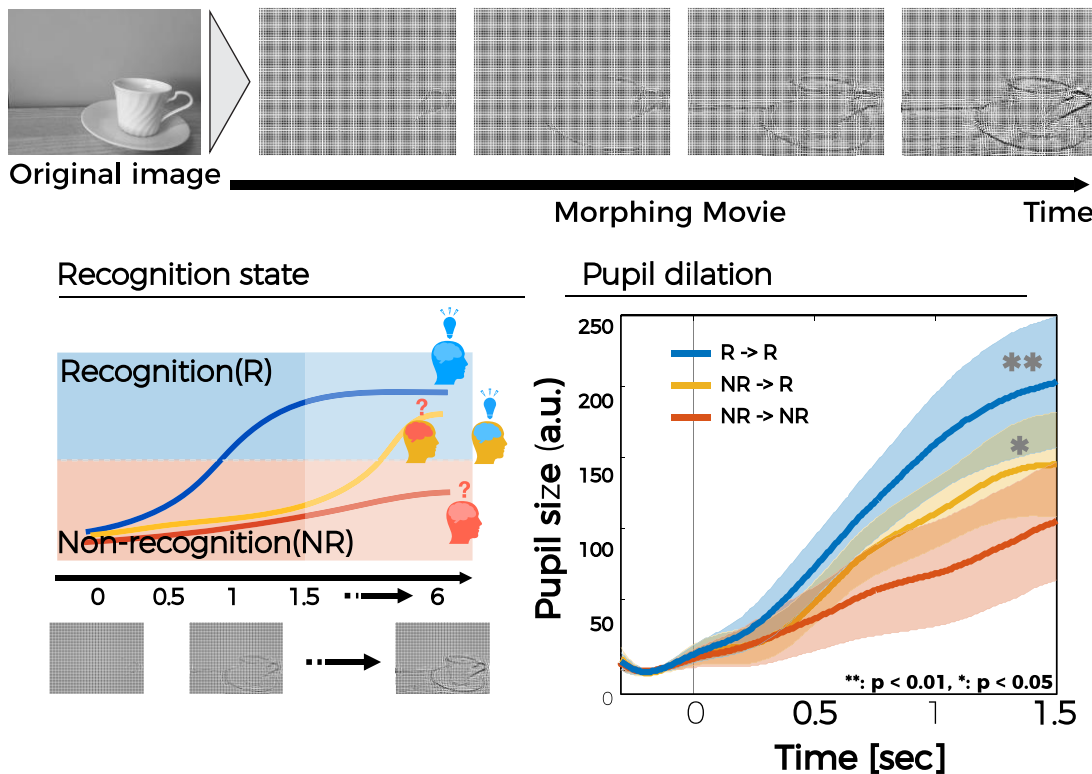 Original image
Morphing Movie
Time
Recognition state
Recognition(R)
?
?
Non-recognition(NR)
0 0.5 1 1.5 6
Pupil dilation
Pupil size (a.u.)
250
200
150
100
50
0
R -> R
NR -> R
NR -> NR
**
*
**: p < 0.01, *: p < 0.05
0 0.5 1 1.5
Time [sec]